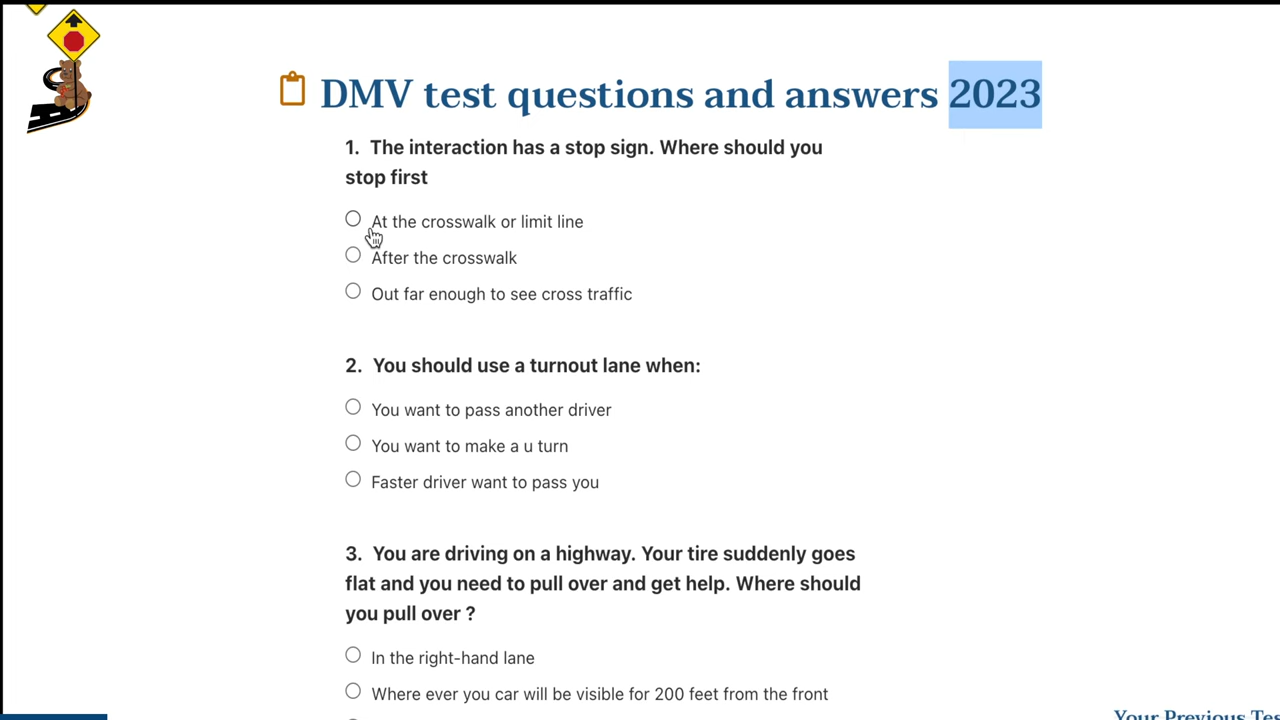 DMV test questions and answers 2023
1. The interaction has a stop sign. Where should you
stop first
At the crosswalk or limit line
After the crosswalk
Out far enough to see cross traffic
2. You should use a turnout lane when:
You want to pass another driver
You want to make a u turn
Faster driver want to pass you
3. You are driving on a highway. Your tire suddenly goes
flat and you need to pull over and get help. Where should
you pull over ?
In the right-hand lane
Where ever you car will be visible for 200 feet from the front
Your Previous Tes